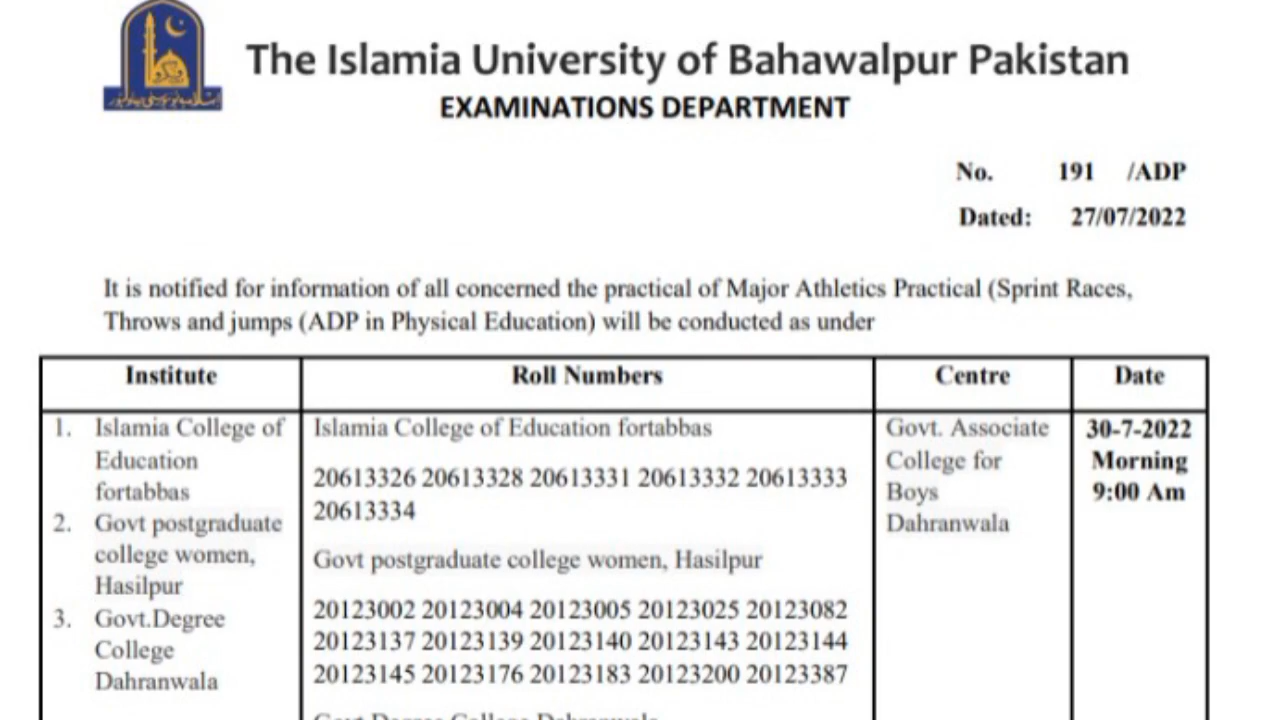 The Islamia University of Bahawalpur Pakistan
EXAMINATIONS DEPARTMENT
No. 191 /ADP
Dated: 27/07/2022
It is notified for information of all concerned the practical of Major Athletics Practical (Sprint Races,
Throws and jumps (ADP in Physical Education) will be conducted as under
Institute Roll Numbers Centre Date
1. Islamia College of
Education
fortabbas
2. Govt postgraduate
college women,
Hasilpur
3. Govt.Degree
College
Dahranwala
Islamia College of Education fortabbas
20613326 20613328 20613331 20613332 20613333
20613334
Govt postgraduate college women, Hasilpur
20123002 20123004 20123005 20123025 20123082
20123137 20123139 20123140 20123143 20123144
20123145 20123176 20123183 20123200 20123387
Govt.Degree College Dahranwala
Govt. Associate
College for
Boys
Dahranwala
30-7-2022
Morning
9:00 Am